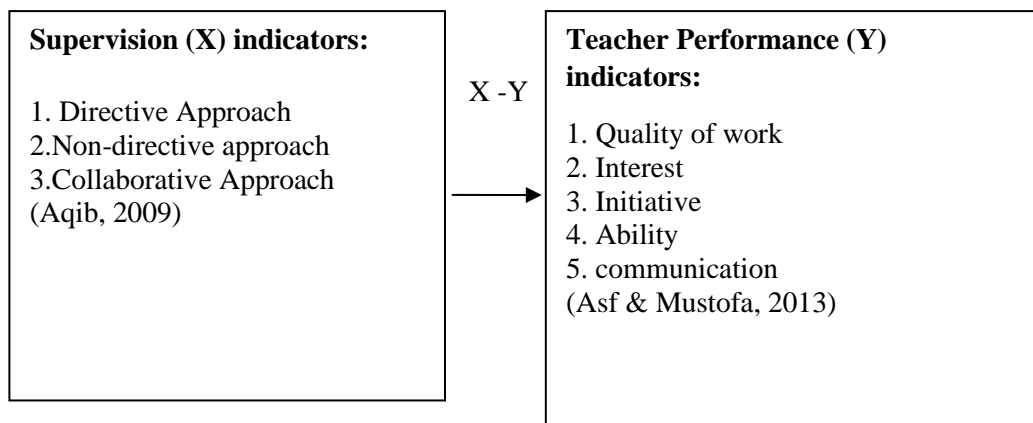 Supervision (X) indicators:
1. Directive Approach
2.Non-directive approach
3.Collaborative Approach
(Aqib, 2009)
X -Y
Teacher Performance (Y)
indicators:
1. Quality of work
2. Interest
3. Initiative
4. Ability
5. communication
(Asf & Mustofa, 2013)